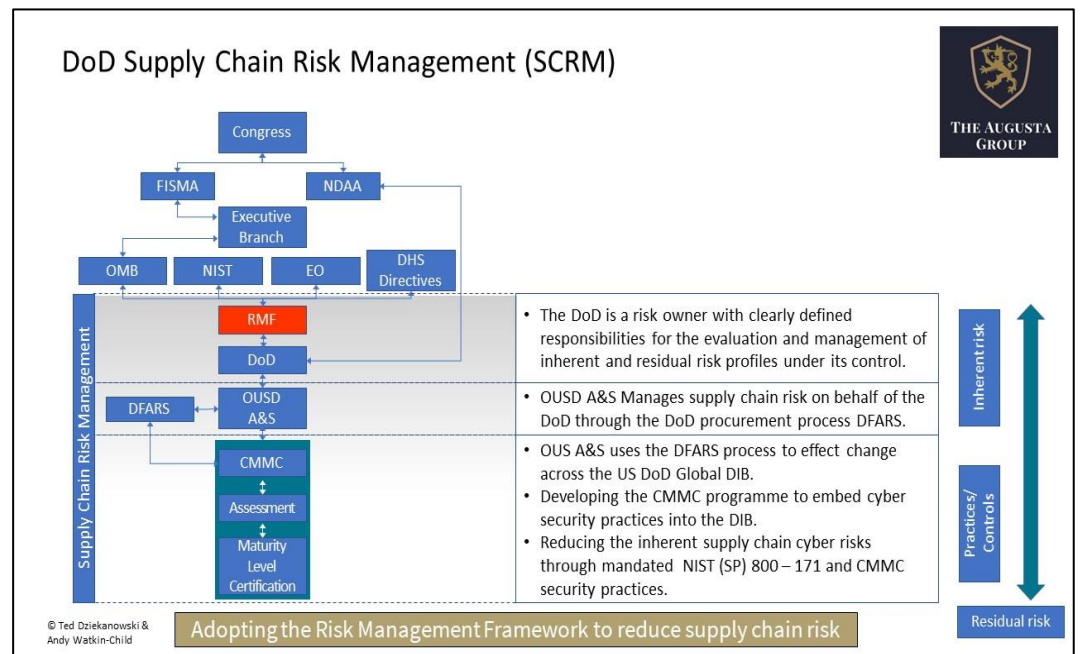 DoD Supply Chain Risk Management (SCRM)
THE AUGUSTA
GROUP
Congress
FISMA
NDAA
Executive
Branch
OMB
NIST
EO
DHS
Directives
Supply Chain Risk Management
RMF
DoD
OUSD
A&S
DFARS
CMMC
Assessment
Maturity
Level
Certification
• The DoD is a risk owner with clearly defined
responsibilities for the evaluation and management of
inherent and residual risk profiles under its control.
• OUSD A&S Manages supply chain risk on behalf of the
DoD through the DoD procurement process DFARS.
• OUS A&S uses the DFARS process to effect change
across the US DoD Global DIB.
• Developing the CMMC programme to embed cyber
security practices into the DIB.
• Reducing the inherent supply chain cyber risks
through mandated NIST (SP) 800 – 171 and CMMC
security practices.
Inherent risk
Practices/
Controls
Residual risk
© Ted Dziekanowski &
Andy Watkin-Child
Adopting the Risk Management Framework to reduce supply chain risk